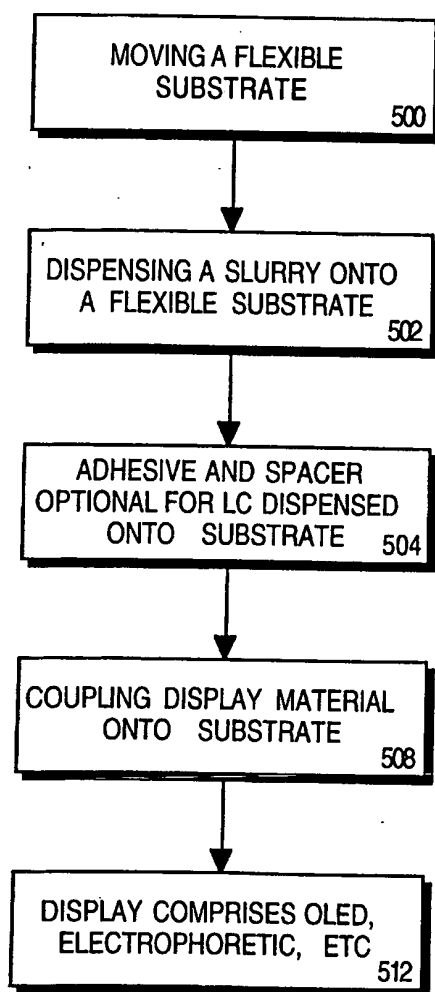 MOVING A FLEXIBLE
SUBSTRATE
500
DISPENSING A SLURRY ONTO
A FLEXIBLE SUBSTRATE
502
ADHESIVE AND SPACER
OPTIONAL FOR LC DISPENSED
ONTO SUBSTRATE
504
COUPLING DISPLAY MATERIAL
ONTO SUBSTRATE
508
DISPLAY COMPRISES OLED,
ELECTROPHORETIC, ETC
512